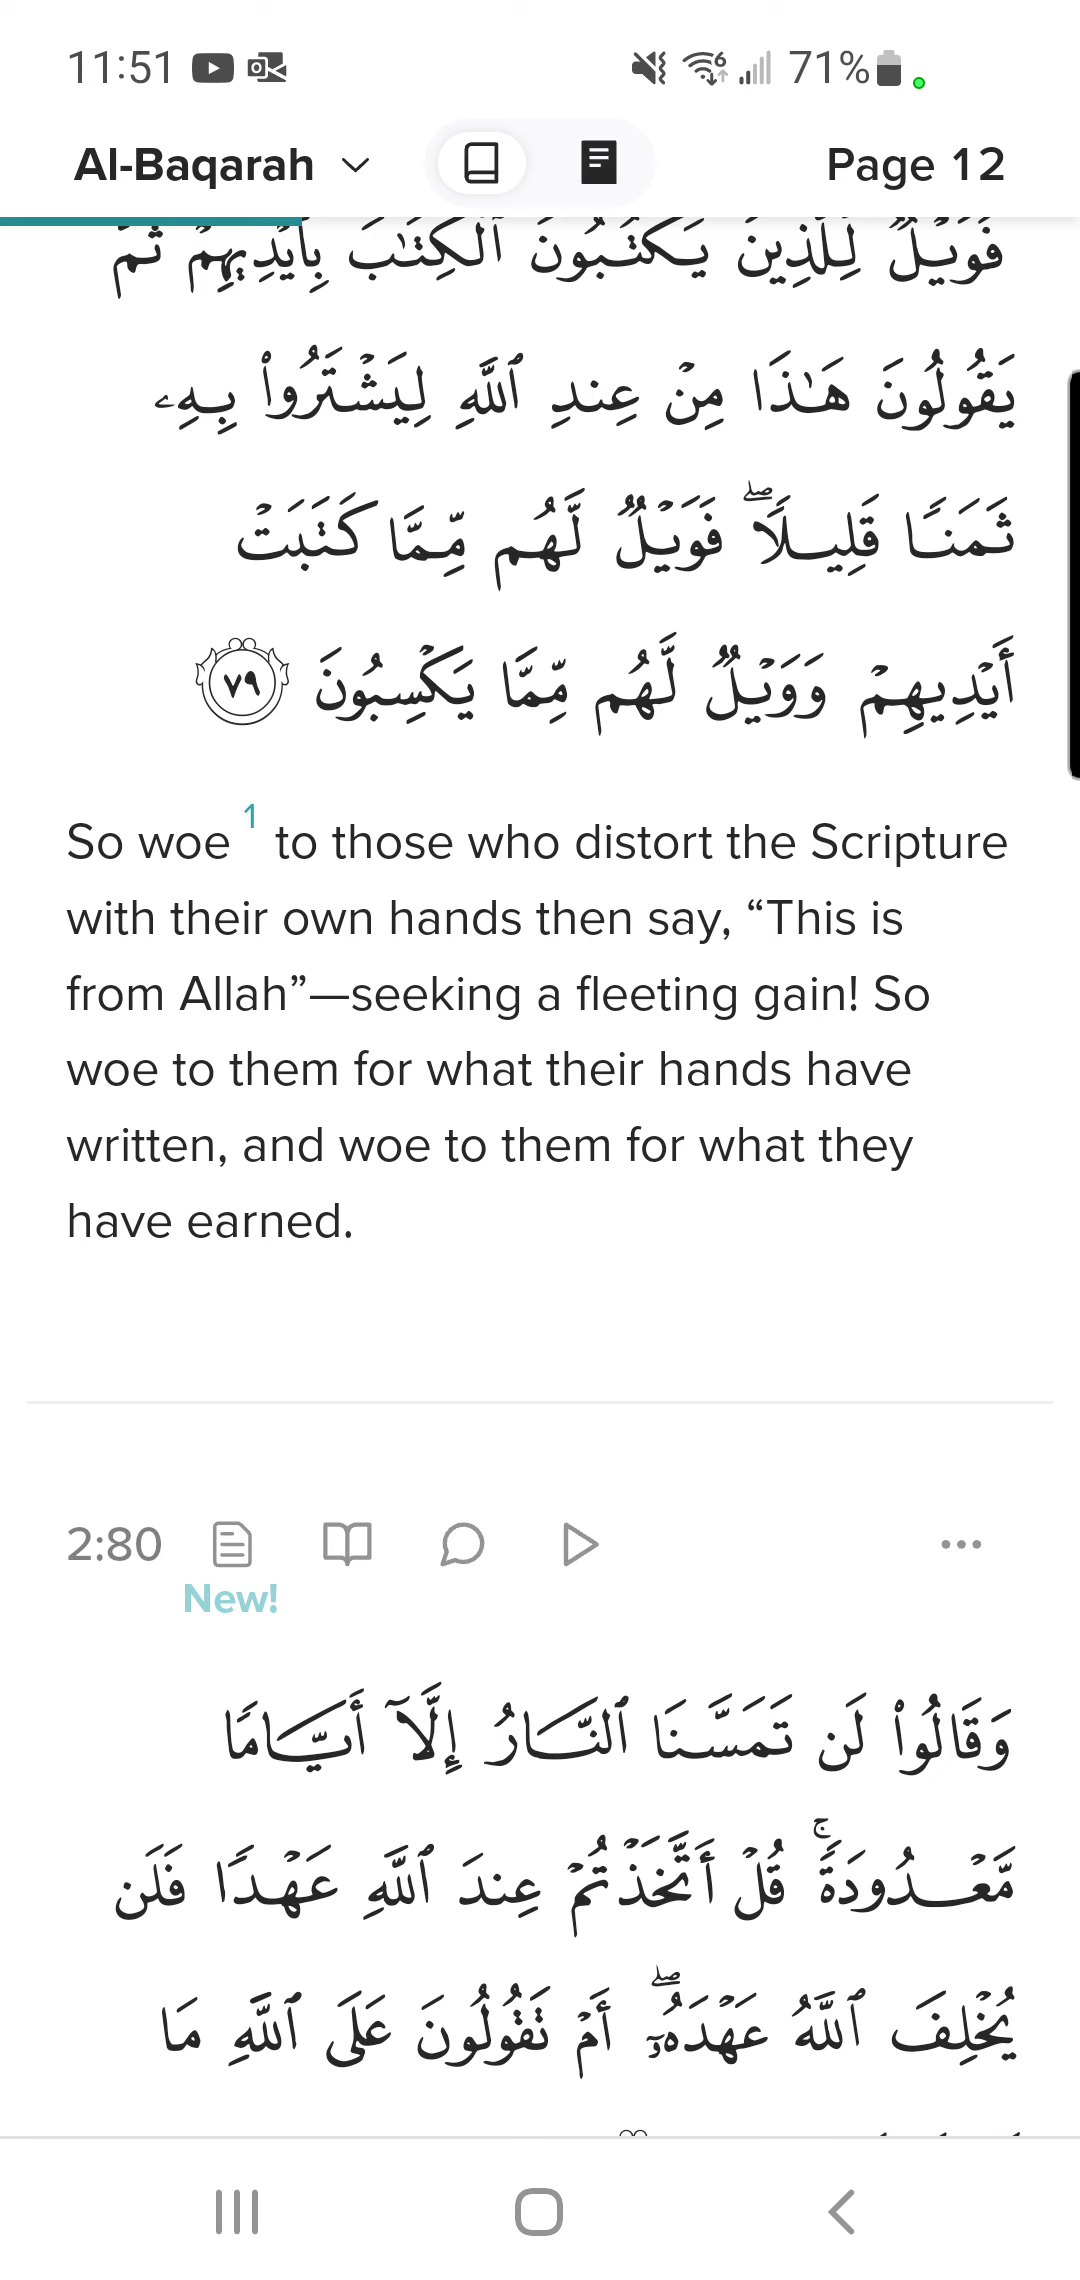 11:51 71%
Al-Baqarah Page 12
فَوَيْلٌ لِّلَّذِينَ يَكْتُبُونَ ٱلْكِتَـٰبَ بِأَيْدِيهِمْ ثُمَّ
يَقُولُونَ هَـٰذَا مِنْ عِندِ ٱللَّهِ لِيَشْتَرُوا۟ بِهِۦ
ثَمَنًا قَلِيلًا ۖ فَوَيْلٌ لَّهُم مِّمَّا كَتَبَتْ
أَيْدِيهِمْ وَوَيْلٌ لَّهُم مِّمَّا يَكْسِبُونَ ٧٩
So woe 1 to those who distort the Scripture
with their own hands then say, “This is
from Allah”—seeking a fleeting gain! So
woe to them for what their hands have
written, and woe to them for what they
have earned.
2:80
New!
وَقَالُوا۟ لَن تَمَسَّنَا ٱلنَّارُ إِلَّآ أَيَّامًا
مَّعْدُودَةً ۚ قُلْ أَتَّخَذْتُمْ عِندَ ٱللَّهِ عَهْدًا فَلَن
يُخْلِفَ ٱللَّهُ عَهْدَهُۥٓ ۖ أَمْ تَقُولُونَ عَلَى ٱللَّهِ مَا